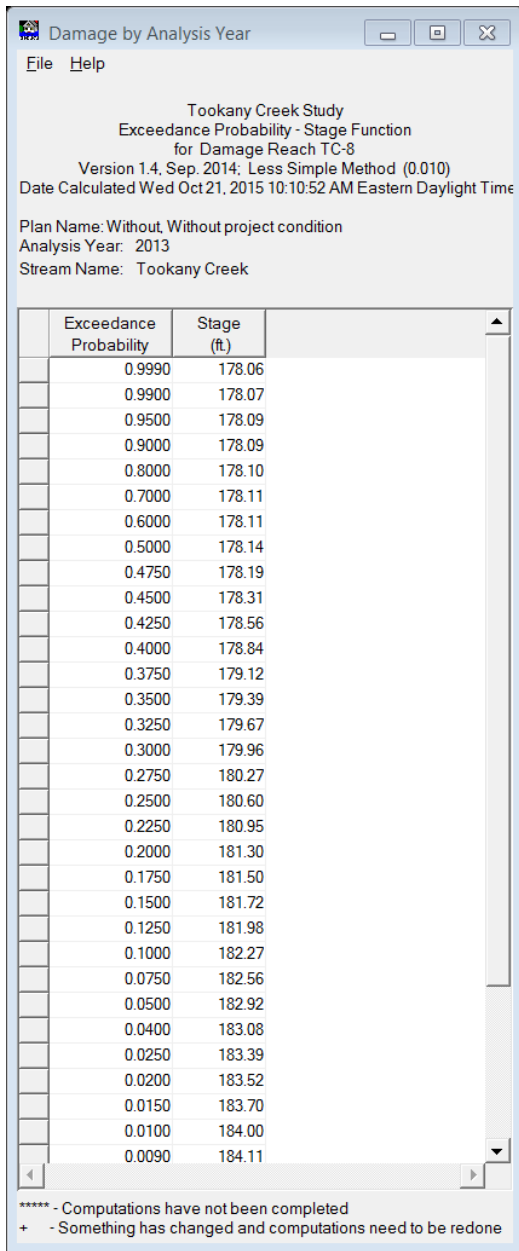 Damage by Analysis Year
File Help
Tookany Creek Study
Exceedance Probability - Stage Function
for Damage Reach TC-8
Version 1.4, Sep. 2014; Less Simple Method (0.010)
Date Calculated Wed Oct 21, 2015 10:10:52 AM Eastern Daylight Time
Plan Name: Without, Without project condition
Analysis Year: 2013
Stream Name: Tookany Creek
Exceedance Stage
Probability (ft.)
0.9990 178.06
0.9900 178.07
0.9500 178.09
0.9000 178.09
0.8000 178.10
0.7000 178.11
0.6000 178.11
0.5000 178.14
0.4750 178.19
0.4500 178.31
0.4250 178.56
0.4000 178.84
0.3750 179.12
0.3500 179.39
0.3250 179.67
0.3000 179.96
0.2750 180.27
0.2500 180.60
0.2250 180.95
0.2000 181.30
0.1750 181.50
0.1500 181.72
0.1250 181.98
0.1000 182.27
0.0750 182.56
0.0500 182.92
0.0400 183.08
0.0250 183.39
0.0200 183.52
0.0150 183.70
0.0100 184.00
0.0090 184.11
***** - Computations have not been completed
+ - Something has changed and computations need to be redone